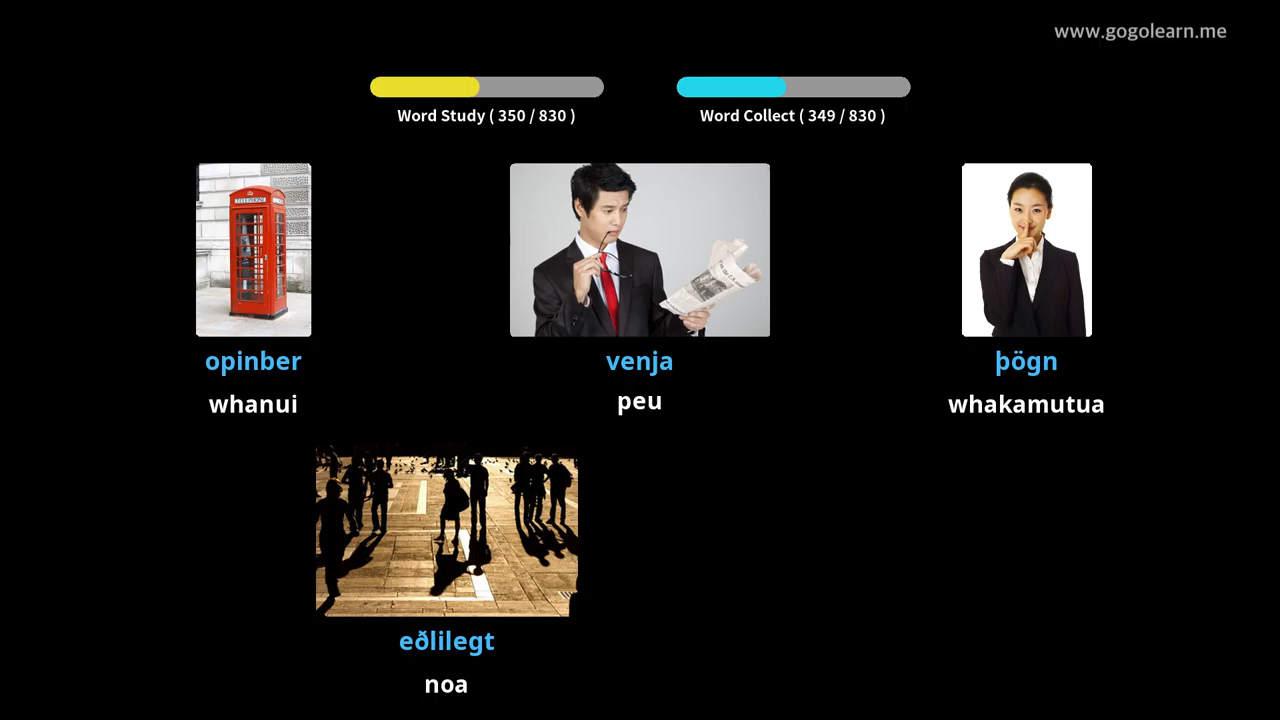 www.gogolearn.me
Word Study ( 350 / 830 )
Word Collect ( 349 / 830 )
TELEPHONE
opinber
venja
þögn
whanui
peu
whakamutua
eðlilegt
noa